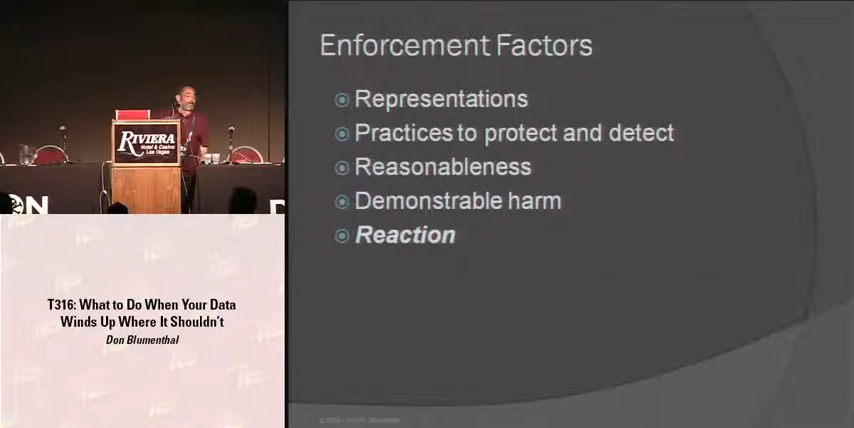 Enforcement Factors
Representations
Practices to protect and detect
Reasonableness
Demonstrable harm
Reaction
RIVIERA
Hotel & Casino
Las Vegas
T316: What to Do When Your Data
Winds Up Where It Shouldn't
Don Blumenthal